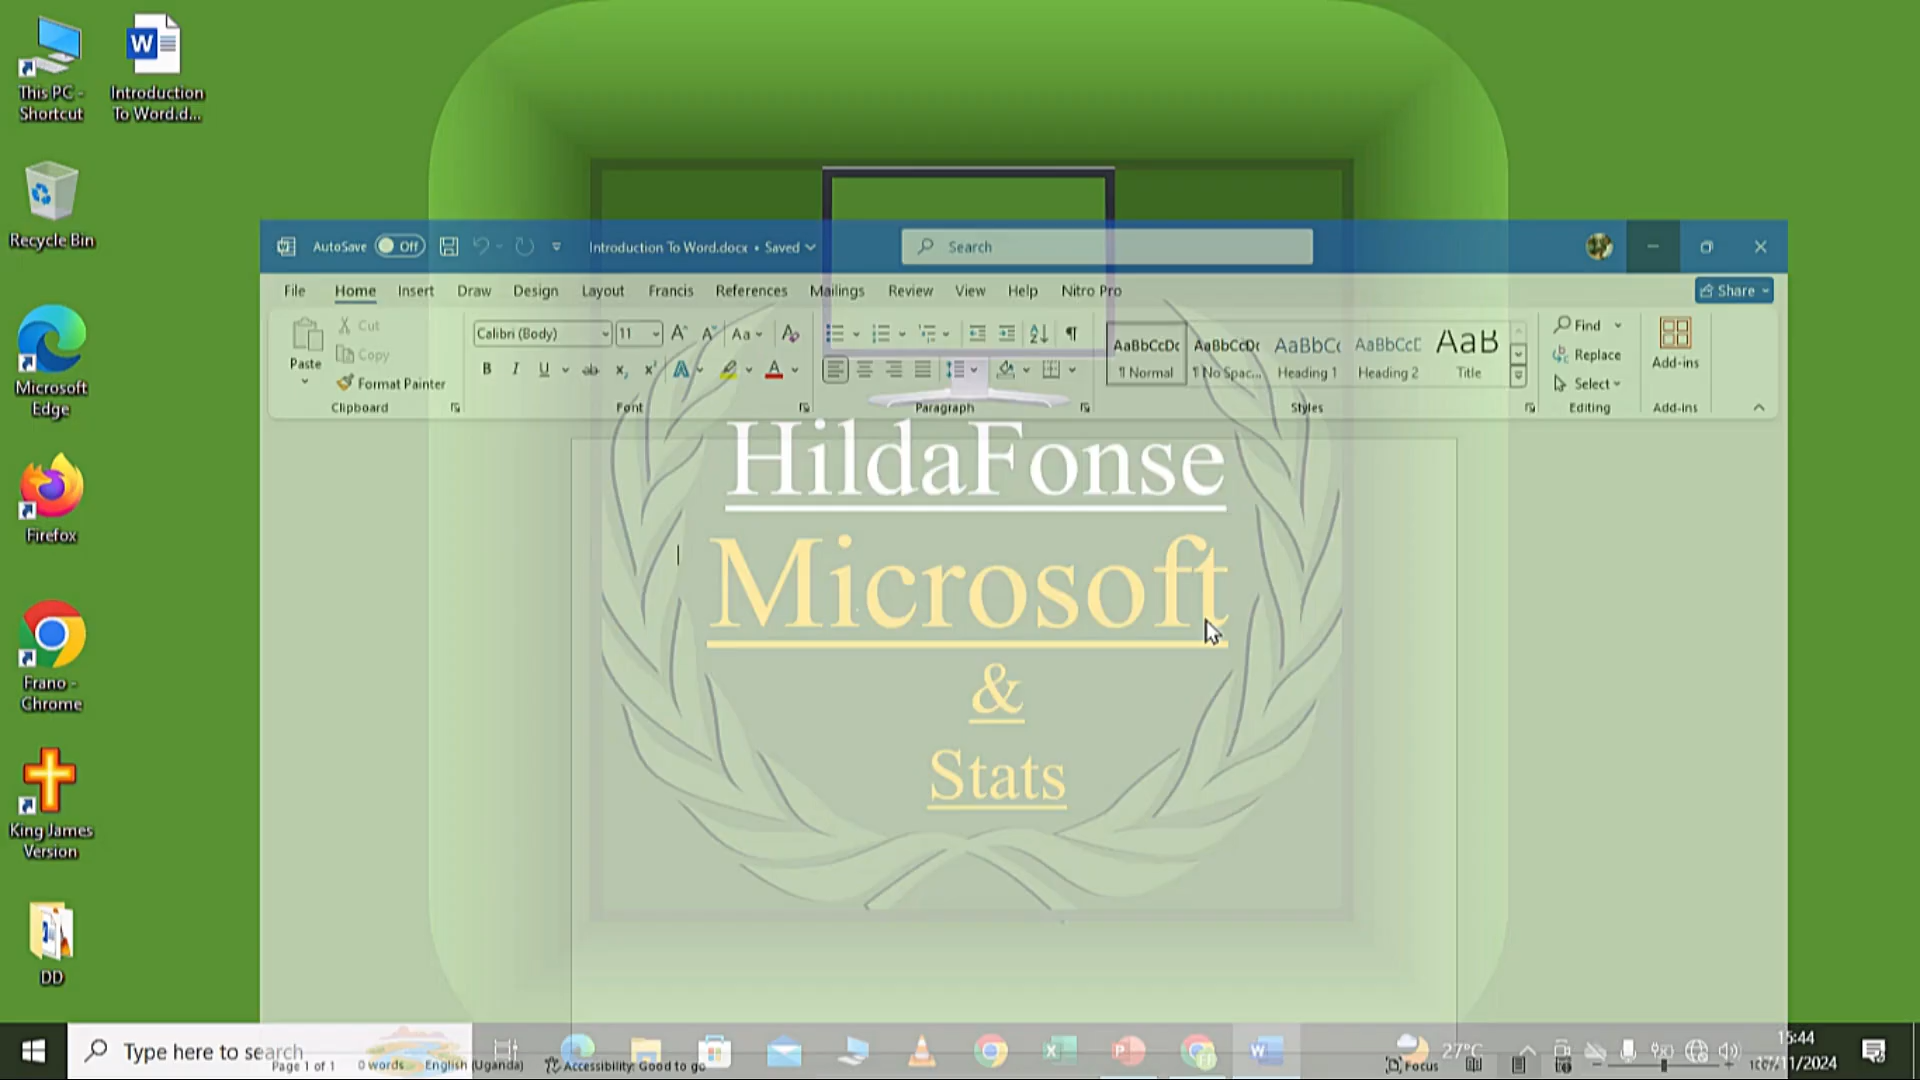 This PC - Shortcut
Introduction To Word.d...
Recycle Bin
Microsoft Edge
Firefox
Frano - Chrome
King James Version
DD
AutoSave Off
Introduction To Word.docx • Saved
Search
File Home Insert Draw Design Layout Francis References Mailings Review View Help Nitro Pro
Share
Paste
Cut
Copy
Format Painter
Clipboard
Calibri (Body) 11
Aa
B I U ab x, x²
A A
Font
Paragraph
AaBbCcDc AaBbCcDc AaBbCc AaBbCcD AaB
¶ Normal ¶ No Spac... Heading 1 Heading 2 Title
Styles
Find
Replace
Select
Editing
Add-ins
Add-ins
HildaFonse
Microsoft
&
Stats
Type here to search
Page 1 of 1 0 words English (Uganda) Accessibility: Good to go
27°C
Focus
15:44